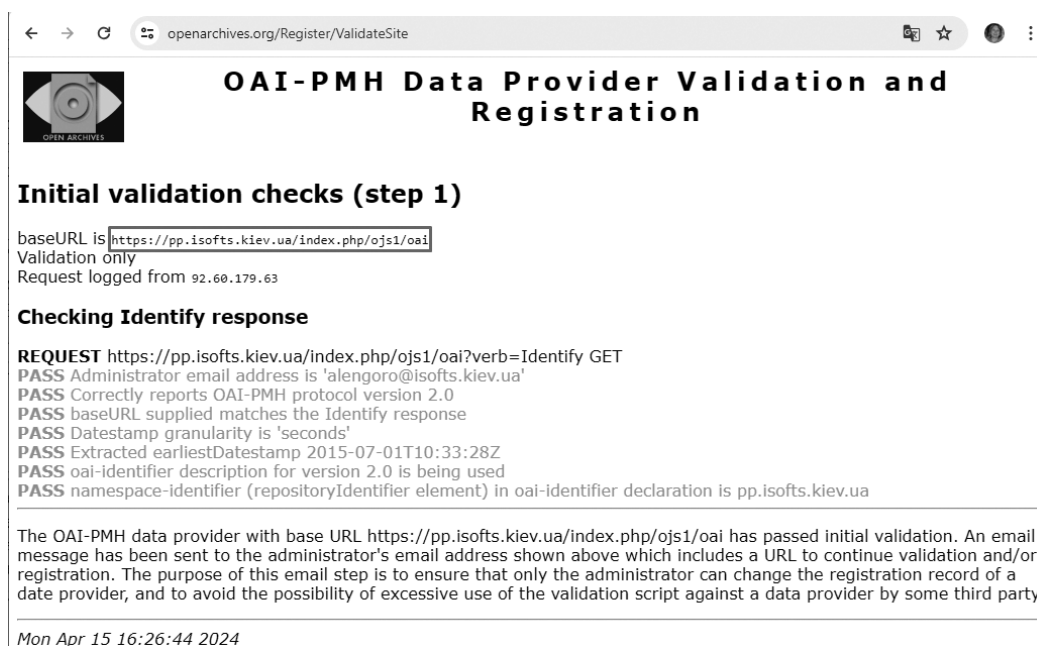 openarchives.org/Register/ValidateSite
OPEN ARCHIVES
OAI-PMH Data Provider Validation and
Registration
Initial validation checks (step 1)
baseURL is https://pp.isofts.kiev.ua/index.php/ojs1/oai
Validation only
Request logged from 92.60.179.63
Checking Identify response
REQUEST https://pp.isofts.kiev.ua/index.php/ojs1/oai?verb=Identify GET
PASS Administrator email address is 'alengoro@isofts.kiev.ua'
PASS Correctly reports OAI-PMH protocol version 2.0
PASS baseURL supplied matches the Identify response
PASS Datestamp granularity is 'seconds'
PASS Extracted earliestDatestamp 2015-07-01T10:33:28Z
PASS oai-identifier description for version 2.0 is being used
PASS namespace-identifier (repositoryIdentifier element) in oai-identifier declaration is pp.isofts.kiev.ua
The OAI-PMH data provider with base URL https://pp.isofts.kiev.ua/index.php/ojs1/oai has passed initial validation. An email
message has been sent to the administrator's email address shown above which includes a URL to continue validation and/or
registration. The purpose of this email step is to ensure that only the administrator can change the registration record of a
date provider, and to avoid the possibility of excessive use of the validation script against a data provider by some third party
Mon Apr 15 16:26:44 2024